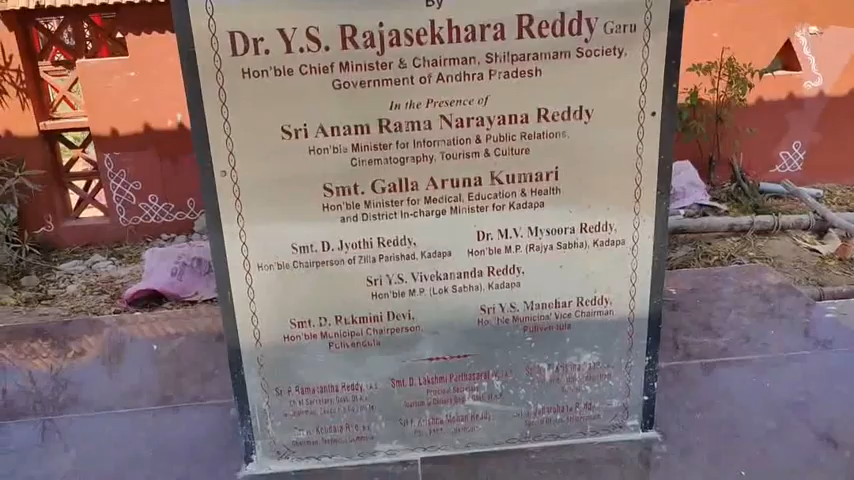 by
Dr. Y.S. Rajasekhara Reddy Garu
Hon'ble Chief Minister & Chairman, Shilparamam Society,
Government of Andhra Pradesh
In the Presence of
Sri Anam Rama Narayana Reddy
Hon'ble Minister for Information & Public Relations,
Cinematography, Tourism & Culture
Smt. Galla Aruna Kumari
Hon'ble Minister for Medical, Education & Health
and District In-Charge Minister for Kadapa
Smt. D. Jyothi Reddy,
Hon'ble Chairperson of Zilla Parishad, Kadapa
Dr. M.V. Mysoora Reddy,
Hon'ble M.P. (Rajya Sabha), Kadapa
Sri Y.S. Vivekananda Reddy,
Hon'ble M.P. (Lok Sabha), Kadapa
Smt. D. Rukmini Devi,
Hon'ble Municipal Chairperson,
Pulivendula
Sri Y.S. Manohar Reddy,
Hon'ble Municipal Vice Chairman,
Pulivendula
Smt. D. Lakshmi Parthasarathy